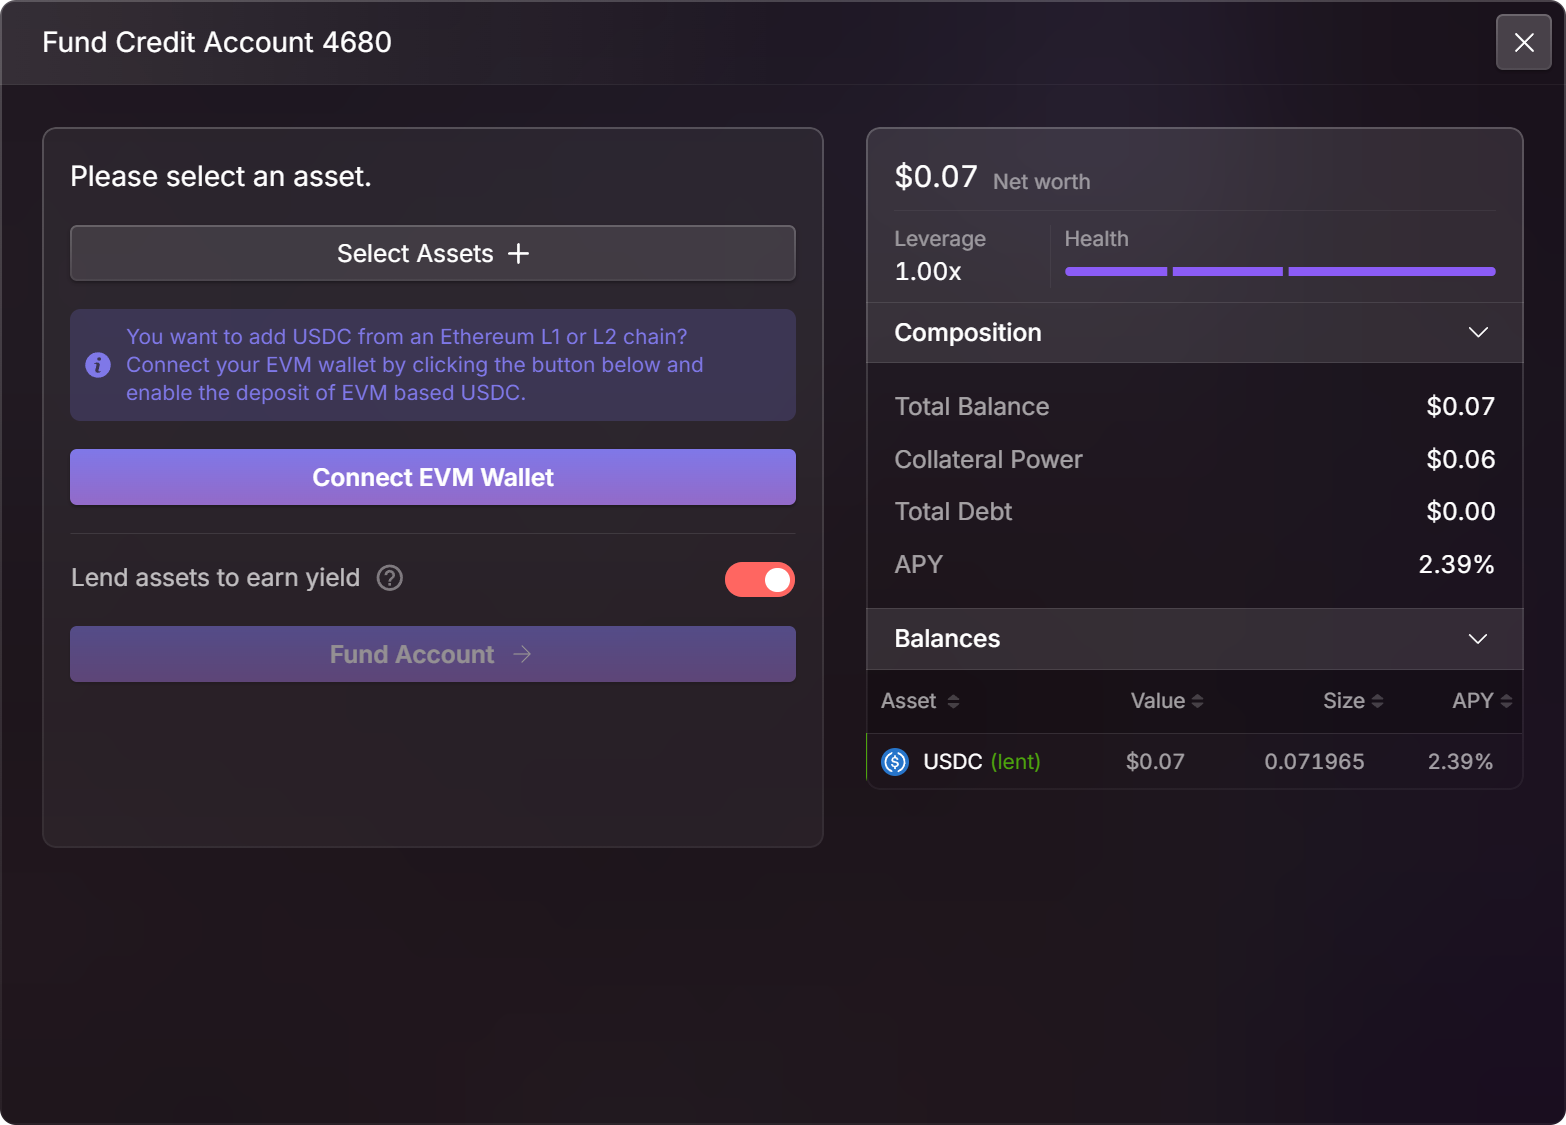 Fund Credit Account 4680
Please select an asset.
Select Assets
You want to add USDC from an Ethereum L1 or L2 chain?
Connect your EVM wallet by clicking the button below and
enable the deposit of EVM based USDC.
Connect EVM Wallet
Lend assets to earn yield
Fund Account
$0.07 Net worth
Leverage Health
1.00x
Composition
Total Balance $0.07
Collateral Power $0.06
Total Debt $0.00
APY 2.39%
Balances
Asset Value Size APY
USDC (lent) $0.07 0.071965 2.39%